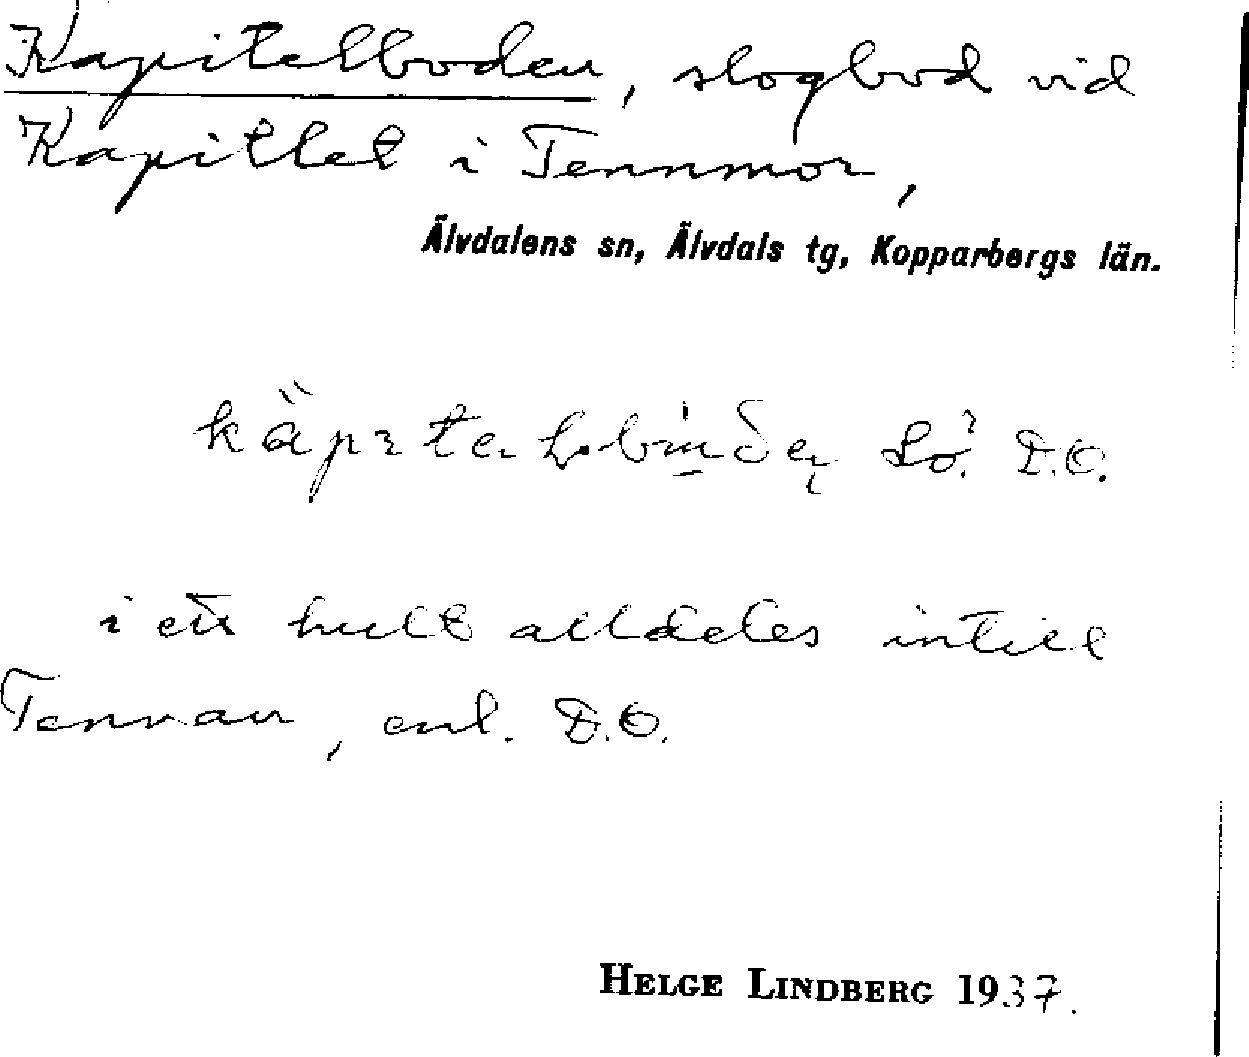 Kapitelboden, slogbod vid
Kapitlet i Tennmor,
Älvdalens sn, Älvdals tg, Kopparbergs län.
D.O.
i ett hult alldeles intill
Tennan, enl. D.O.
HELGE LINDBERG 1937.